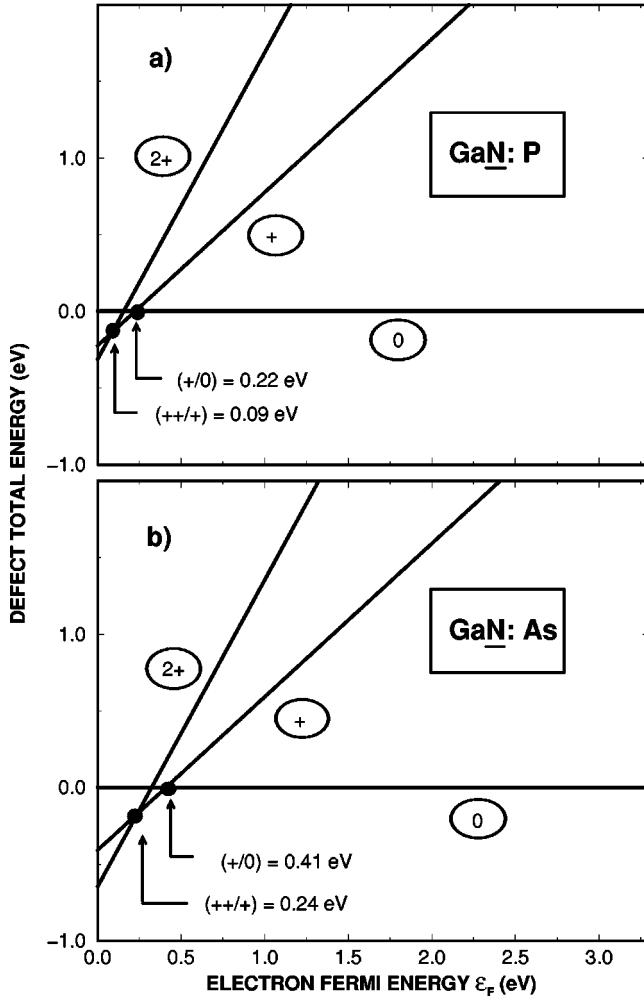 a)
2+
GaN: P
+
0
(+/0) = 0.22 eV
(++/+) = 0.09 eV
1.0
0.0
−1.0
DEFECT TOTAL ENERGY (eV)
b)
2+
GaN: As
+
0
(+/0) = 0.41 eV
(++/+) = 0.24 eV
1.0
0.0
−1.0
0.0 0.5 1.0 1.5 2.0 2.5 3.0
ELECTRON FERMI ENERGY εF (eV)